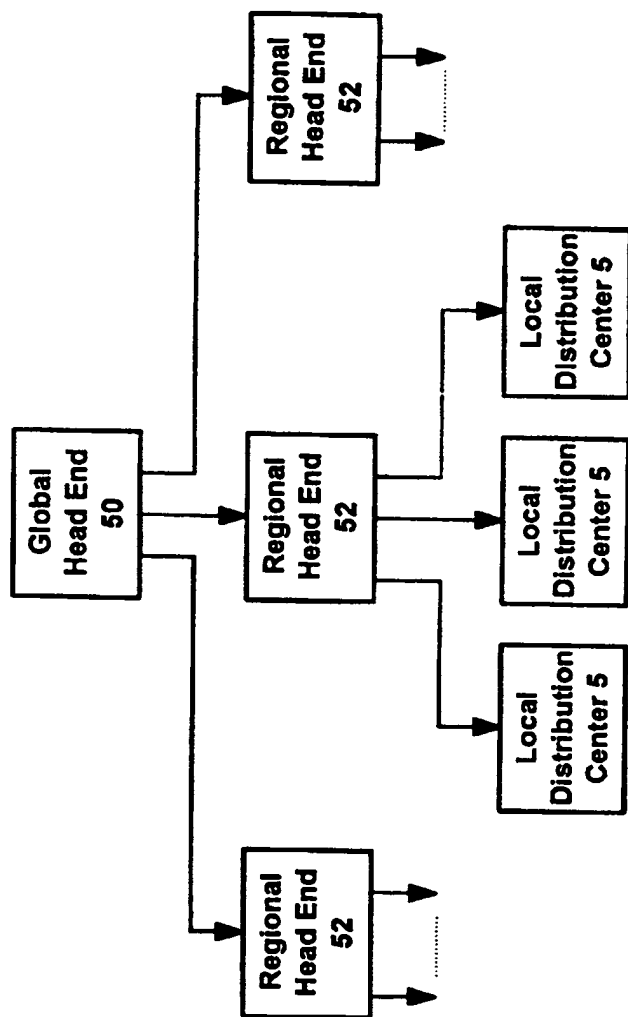 Global
Head End
50
Regional
Head End
52
Regional
Head End
52
Regional
Head End
52
Local
Distribution
Center 5
Local
Distribution
Center 5
Local
Distribution
Center 5